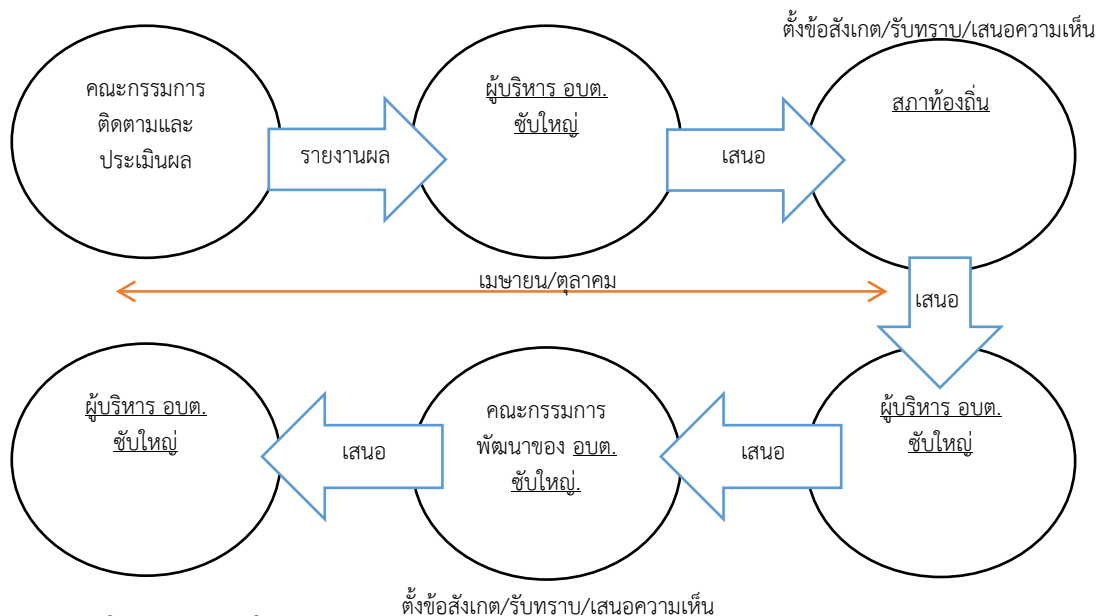 ตั้งข้อสังเกต/รับทราบ/เสนอความเห็น
คณะกรรมการ
ติดตามและ
ประเมินผล
รายงานผล
ผู้บริหาร อบต.
ซับใหญ่
เสนอ
สภาท้องถิ่น
เมษายน/ตุลาคม
เสนอ
ผู้บริหาร อบต.
ซับใหญ่
เสนอ
คณะกรรมการ
พัฒนาของ อบต.
ซับใหญ่.
เสนอ
ผู้บริหาร อบต.
ซับใหญ่
ตั้งข้อสังเกต/รับทราบ/เสนอความเห็น